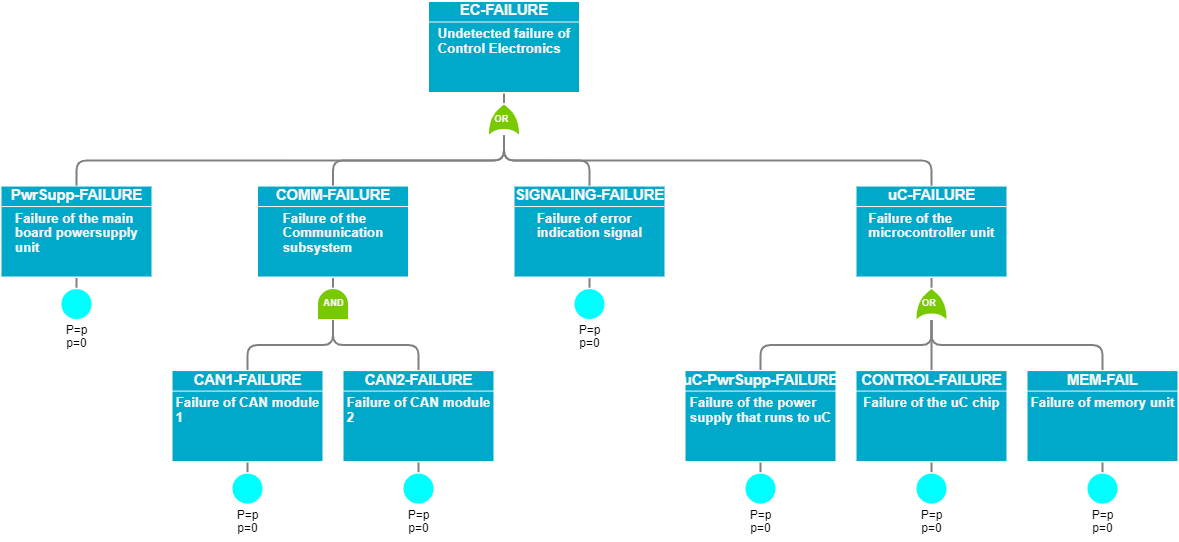 EC-FAILURE
Undetected failure of
Control Electronics
OR
PwrSupp-FAILURE
Failure of the main
board powersupply
unit
P=p
p=0
COMM-FAILURE
Failure of the
Communication
subsystem
AND
SIGNALING-FAILURE
Failure of error
indication signal
P=p
p=0
uC-FAILURE
Failure of the
microcontroller unit
OR
CAN1-FAILURE
Failure of CAN module
1
P=p
p=0
CAN2-FAILURE
Failure of CAN module
2
P=p
p=0
uC-PwrSupp-FAILURE
Failure of the power
supply that runs to uC
P=p
p=0
CONTROL-FAILURE
Failure of the uC chip
P=p
p=0
MEM-FAIL
Failure of memory unit
P=p
p=0